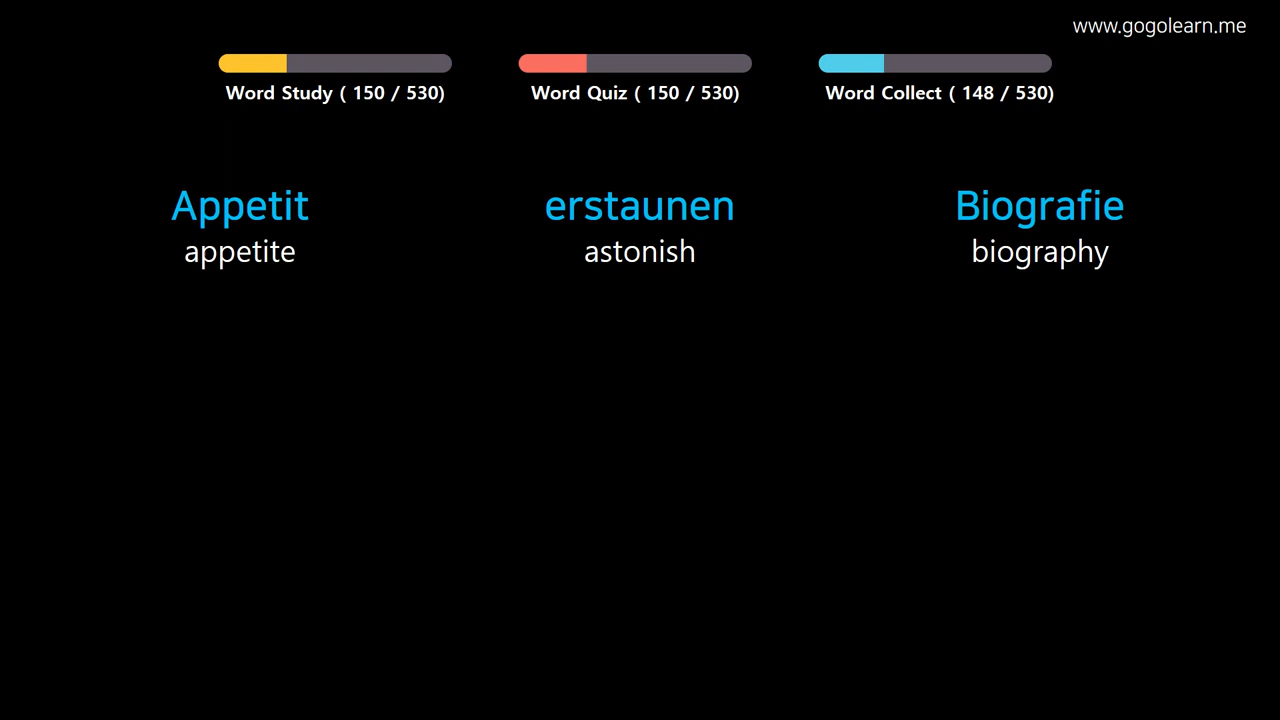 www.gogolearn.me
Word Study ( 150 / 530)
Word Quiz ( 150 / 530)
Word Collect ( 148 / 530)
Appetit
appetite
erstaunen
astonish
Biografie
biography